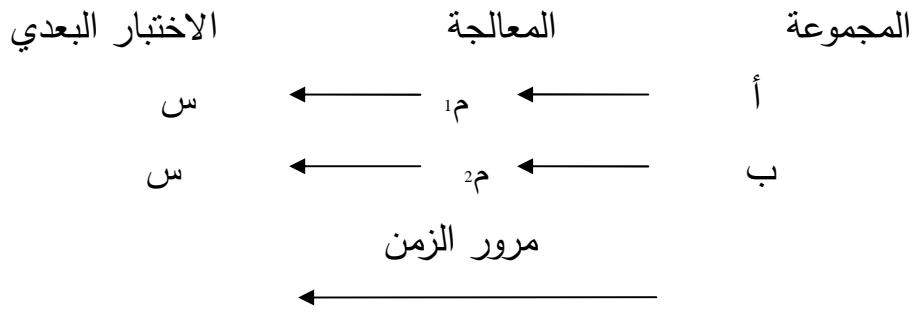 المجموعة المعالجة الاختبار البعدي
أ م1 س
ب م2 س
مرور الزمن